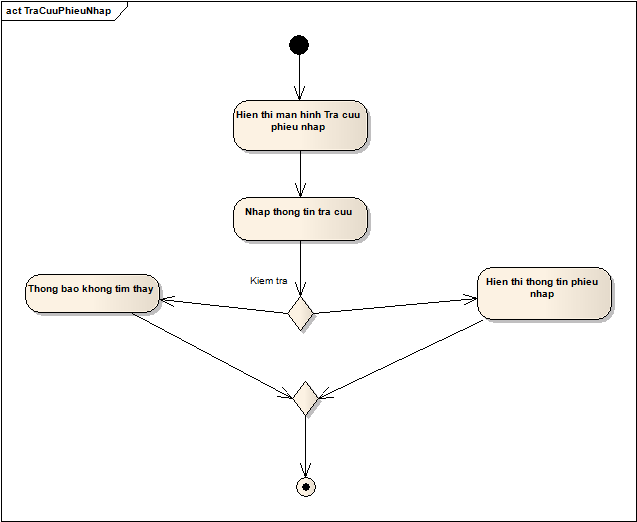 act TraCuuPhieuNhap
Hien thi man hinh Tra cuu
phieu nhap
Nhap thong tin tra cuu
Kiem tra
Thong bao khong tim thay
Hien thi thong tin phieu
nhap